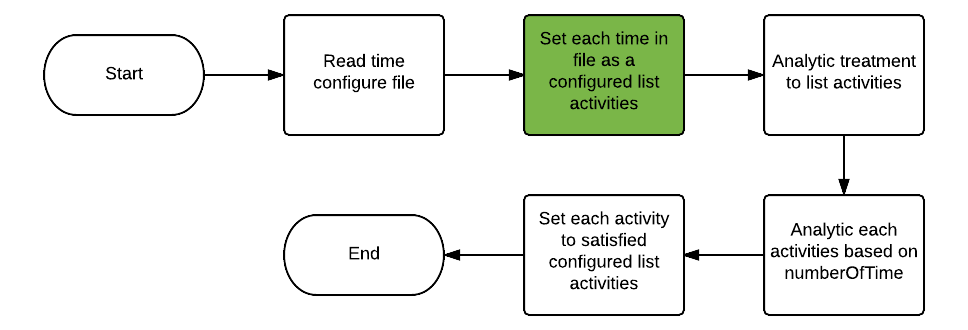 Start
Read time
configure file
Set each time in
file as a
configured list
activities
Analytic treatment
to list activities
Analytic each
activities based on
numberOfTime
Set each activity
to satisfied
configured list
activities
End